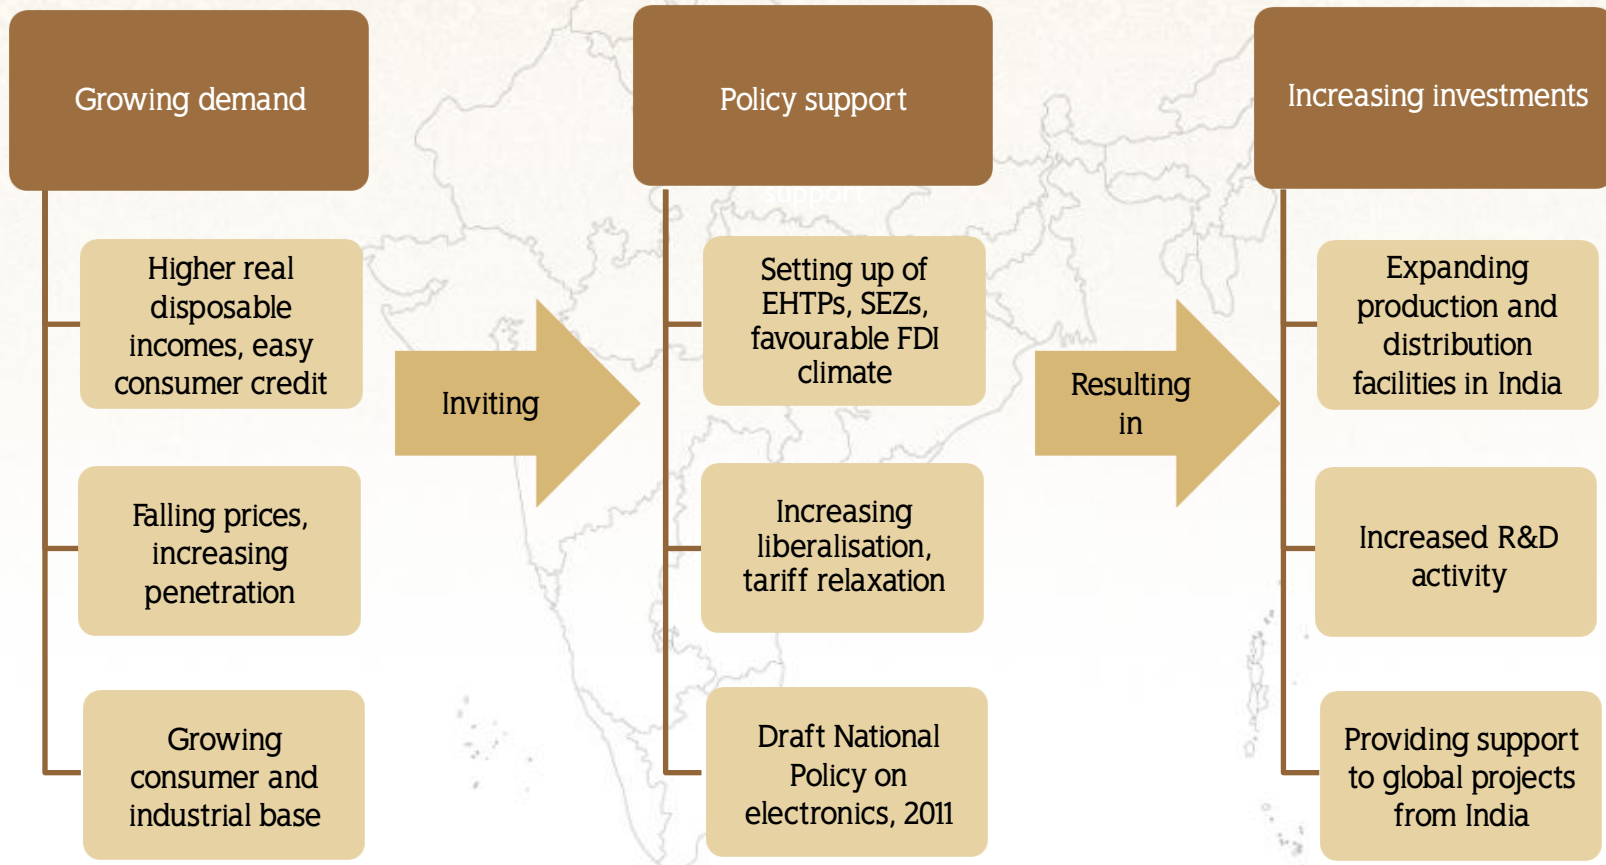 Growing demand
Higher real
disposable
incomes, easy
consumer credit
Falling prices,
increasing
penetration
Growing
consumer and
industrial base
Inviting
Policy support
support
Setting up of
EHTPs, SEZs,
favourable FDI
climate
Increasing
liberalisation,
tariff relaxation
Draft National
Policy on
electronics, 2011
Resulting
in
Increasing investments
Expanding
production and
distribution
facilities in India
Increased R&D
activity
Providing support
to global projects
from India